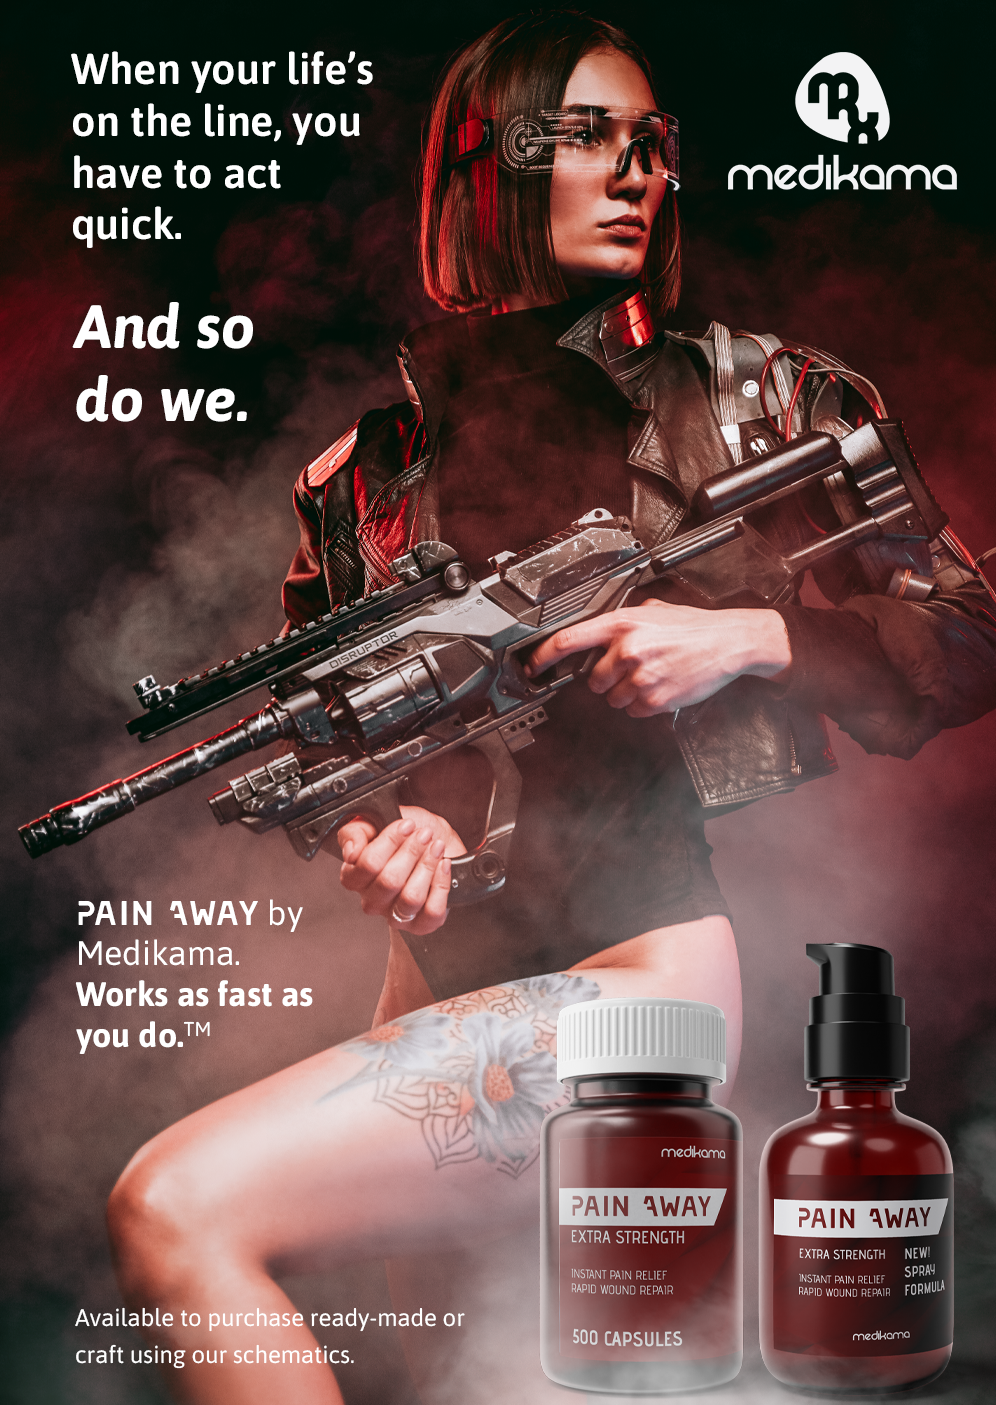 When your life's
on the line, you
have to act
quick.
And so
do we.
medikama
DISRUPTOR
PAIN AWAY by
Medikama.
Works as fast as
you do.™
medikama
PAIN AWAY
EXTRA STRENGTH
INSTANT PAIN RELIEF
RAPID WOUND REPAIR
500 CAPSULES
PAIN AWAY
EXTRA STRENGTH
INSTANT PAIN RELIEF
RAPID WOUND REPAIR
NEW!
SPRAY
FORMULA
medikama
Available to purchase ready-made or
craft using our schematics.